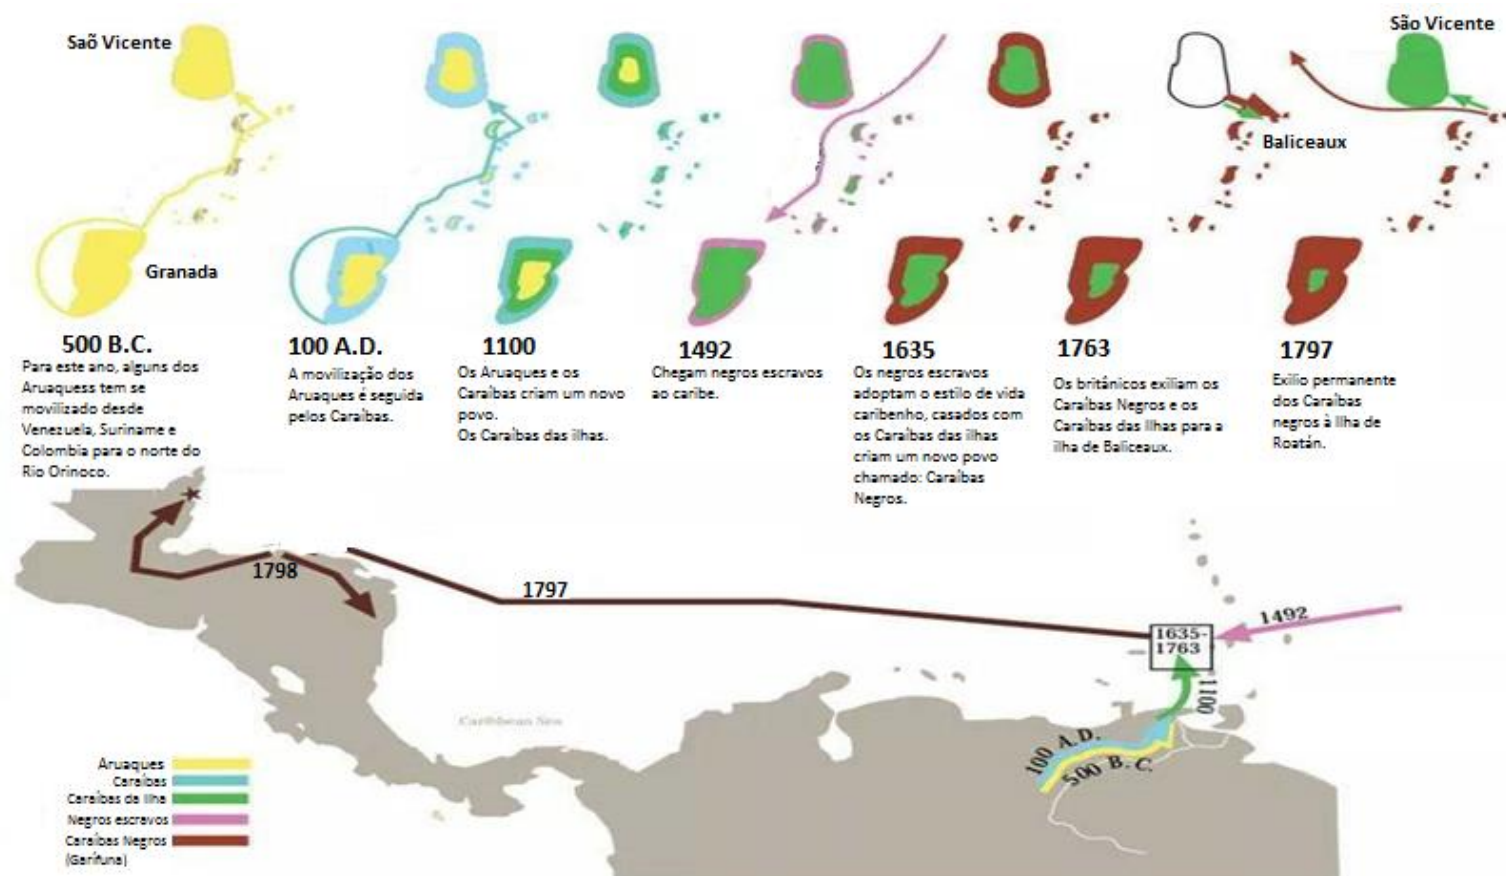 Saõ Vicente
São Vicente
Baliceaux
Granada
500 B.C.
Para este ano, alguns dos
Aruaquess tem se
movilizado desde
Venezuela, Suriname e
Colombia para o norte do
Rio Orinoco.
100 A.D.
A movilização dos
Aruaques é seguida
pelos Caraíbas.
1100
Os Aruaques e os
Caraíbas criam um novo
povo.
Os Caraíbas das ilhas.
1492
Chegam negros escravos
ao caribe.
1635
Os negros escravos
adoptam o estilo de vida
caribenho, casados com
os Caraíbas das ilhas
criam um novo povo
chamado: Caraíbas
Negros.
1763
Os británicos exiliam os
Caraíbas Negros e os
Caraíbas das Ilhas para a
ilha de Baliceaux.
1797
Exilio permanente
dos Caraíbas
negros à Ilha de
Roatán.
1798
1797
1492
1635-
1763
1100
100 A.D.
500 B.C.
Caribbean Sea
Aruaques
Caraíbas
Caraíbas da Ilha
Negros escravos
Caraíbas Negros
(Garífuna)